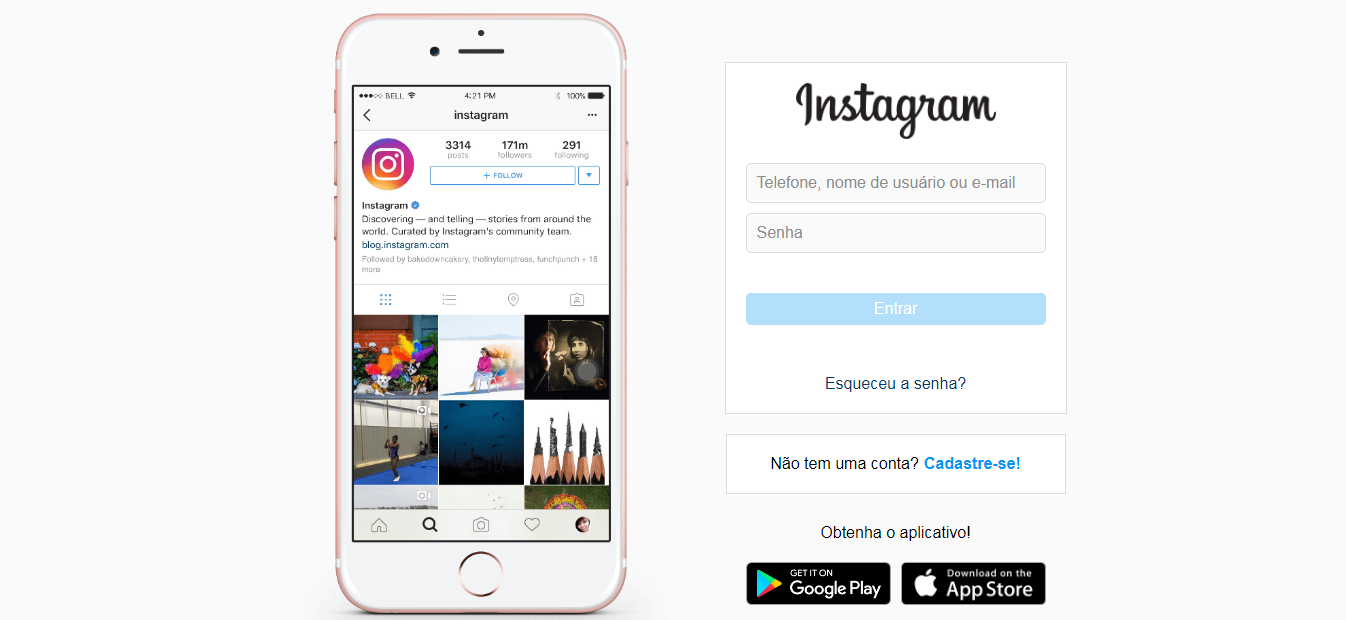 BELL 4:21 PM 100%
instagram
3314 171m 291
posts followers following
+ FOLLOW
Instagram
Discovering — and telling — stories from around the
world. Curated by Instagram's community team.
blog.instagram.com
Followed by bakedowncakery, thetinytemptress, funchpunch + 18
more
Instagram
Telefone, nome de usuário ou e-mail
Senha
Entrar
Esqueceu a senha?
Não tem uma conta? Cadastre-se!
Obtenha o aplicativo!
GET IT ON
Google Play
Download on the
App Store